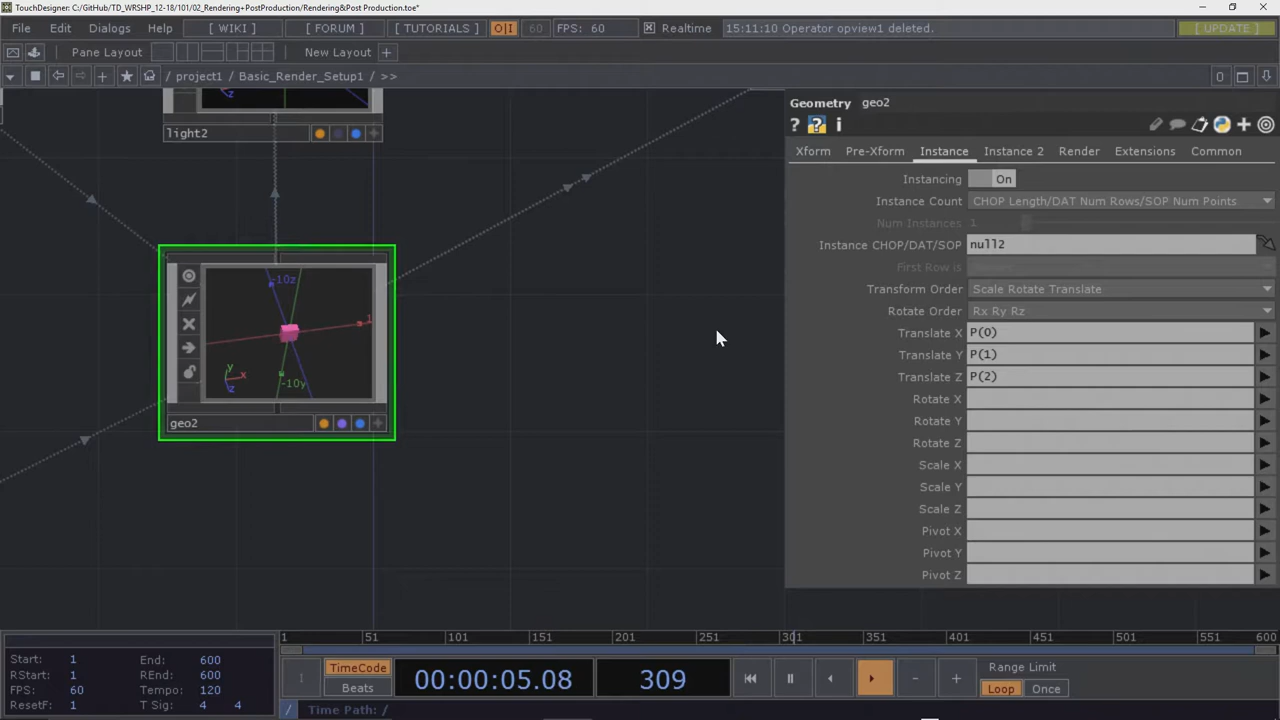 TouchDesigner: C:/GitHub/TD_WRSHP_12-18/101/02_Rendering+PostProduction/Rendering&Post Production.toe*
File Edit Dialogs Help [ WIKI ] [ FORUM ] [ TUTORIALS ] O|I 60 FPS: 60 Realtime 15:11:10 Operator opview1 deleted. [ UPDATE ]
Pane Layout New Layout +
/ project1 / Basic_Render_Setup1 / >> 0
Geometry geo2
? ? i
Xform Pre-Xform Instance Instance 2 Render Extensions Common
z
light2
Instancing On
Instance Count CHOP Length/DAT Num Rows/SOP Num Points
Num Instances 1
Instance CHOP/DAT/SOP null2
First Row is
Transform Order Scale Rotate Translate
Rotate Order Rx Ry Rz
Translate X P(0)
Translate Y P(1)
Translate Z P(2)
Rotate X
Rotate Y
Rotate Z
Scale X
Scale Y
Scale Z
Pivot X
Pivot Y
Pivot Z
-10z
1
y
x
z
-10y
geo2
1 51 101 151 201 251 301 351 401 451 501 551 600
Start: 1 End: 600
RStart: 1 REnd: 600
FPS: 60 Tempo: 120
ResetF: 1 T Sig: 4 4
1 TimeCode
Beats
00:00:05.08 309
Range Limit
Loop Once
/ Time Path: /